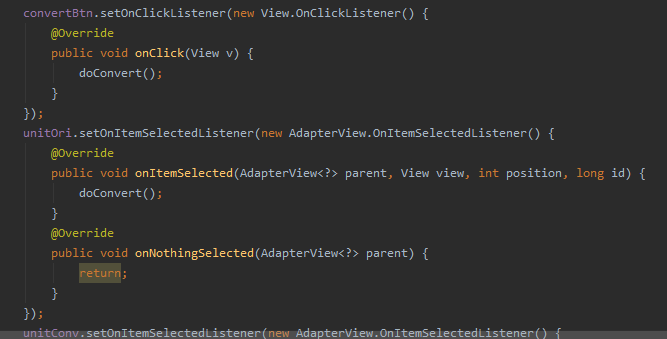 convertBtn.setOnClickListener(new View.OnClickListener() {
@Override
public void onClick(View v) {
doConvert();
}
});
unitOri.setOnItemSelectedListener(new AdapterView.OnItemSelectedListener() {
@Override
public void onItemSelected(AdapterView<?> parent, View view, int position, long id) {
doConvert();
}
@Override
public void onNothingSelected(AdapterView<?> parent) {
return;
}
});
unitConv.setOnItemSelectedListener(new AdapterView.OnItemSelectedListener() {